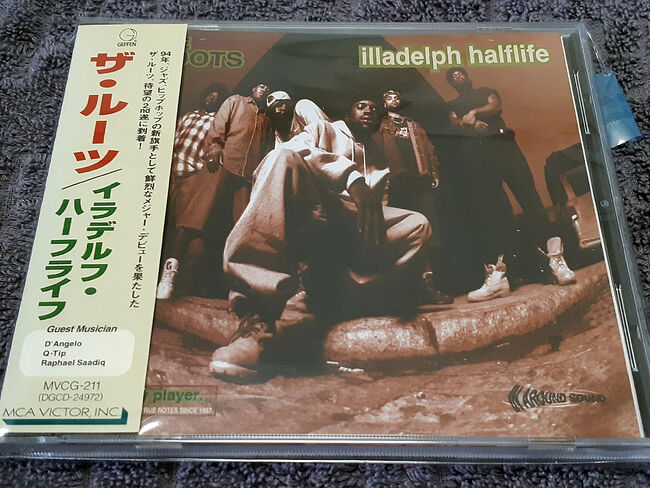 GEFFEN
ザ・ルーツ/
イラデルフ・
ハーフライフ
94年、ジャズ・ヒップホップの新旗手として鮮烈なメジャー・デビューを果たした
ザ・ルーツ、待望の2nd遂に到着!
Guest Musician
D'Angelo
Q-Tip
Raphael Saadiq
MVCG-211
(DGCD-24972)
MCA VICTOR, INC.
OOTS
illadelph halflife
player..
TRUE NOTES SINCE 1987
AROUND SOUND